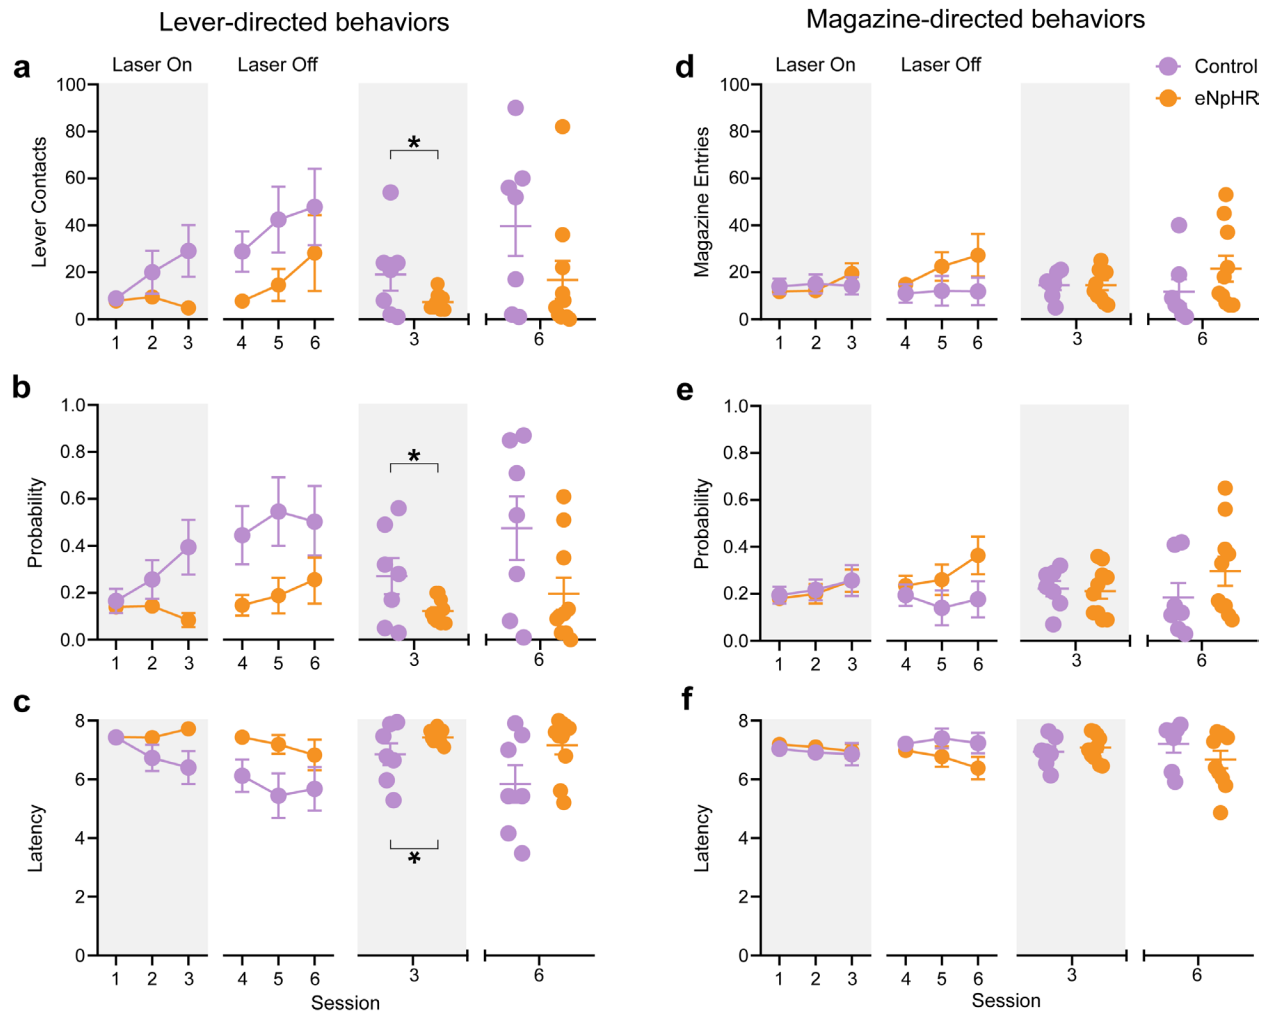 Lever-directed behaviors
Magazine-directed behaviors
a
Laser On
Laser Off
100
80
60
40
20
0
Lever Contacts
*
1 2 3
4 5 6
3
6
d
Laser On
Laser Off
Control
eNpHR
100
80
60
40
20
0
Magazine Entries
1 2 3
4 5 6
3
6
b
1.0
0.8
0.6
0.4
0.2
0.0
Probability
*
1 2 3
4 5 6
3
6
e
1.0
0.8
0.6
0.4
0.2
0.0
Probability
1 2 3
4 5 6
3
6
c
8
6
4
2
0
Latency
*
1 2 3
4 5 6
3
6
Session
f
8
6
4
2
0
Latency
1 2 3
4 5 6
3
6
Session